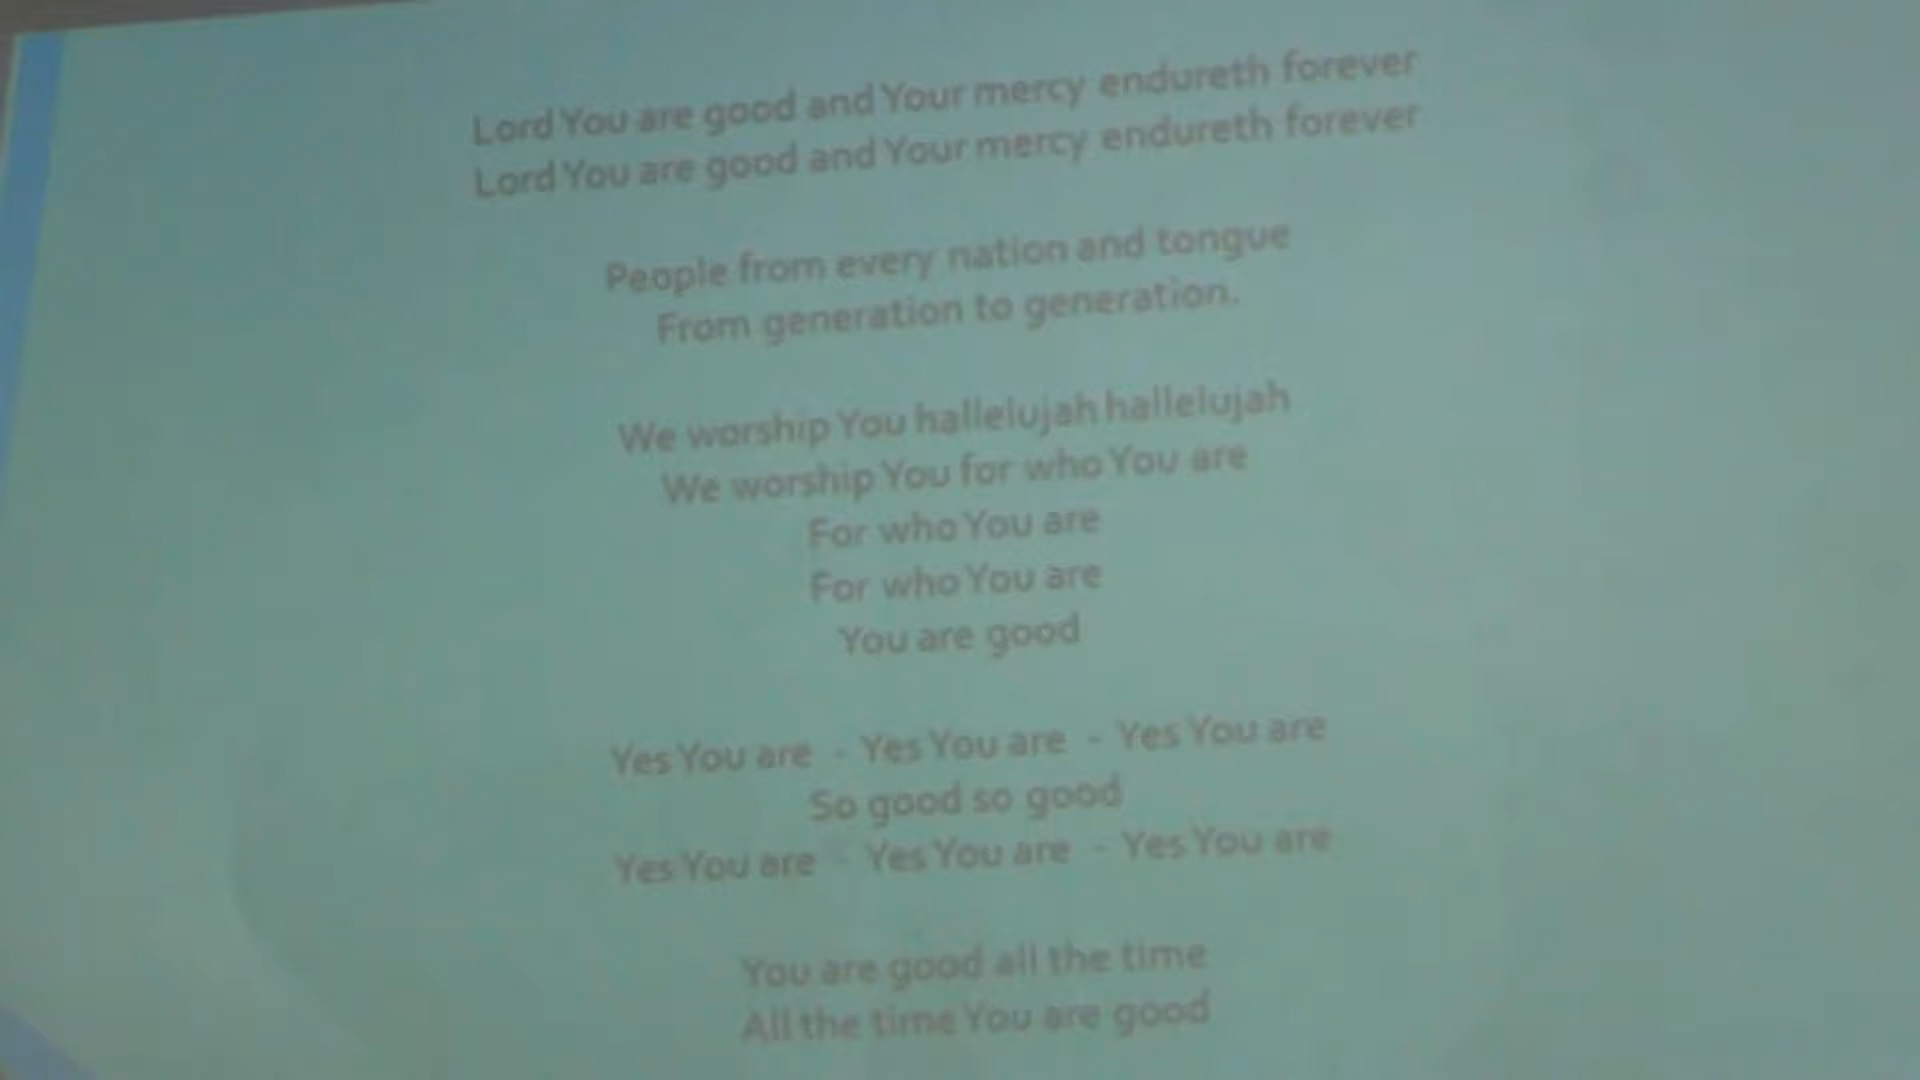 Lord You are good and Your mercy endureth forever
Lord You are good and Your mercy endureth forever
People from every nation and tongue
From generation to generation.
We worship You hallelujah hallelujah
We worship You for who You are
For who You are
For who You are
You are good
Yes You are - Yes You are - Yes You are
So good so good
Yes You are - Yes You are - Yes You are
You are good all the time
All the time You are good